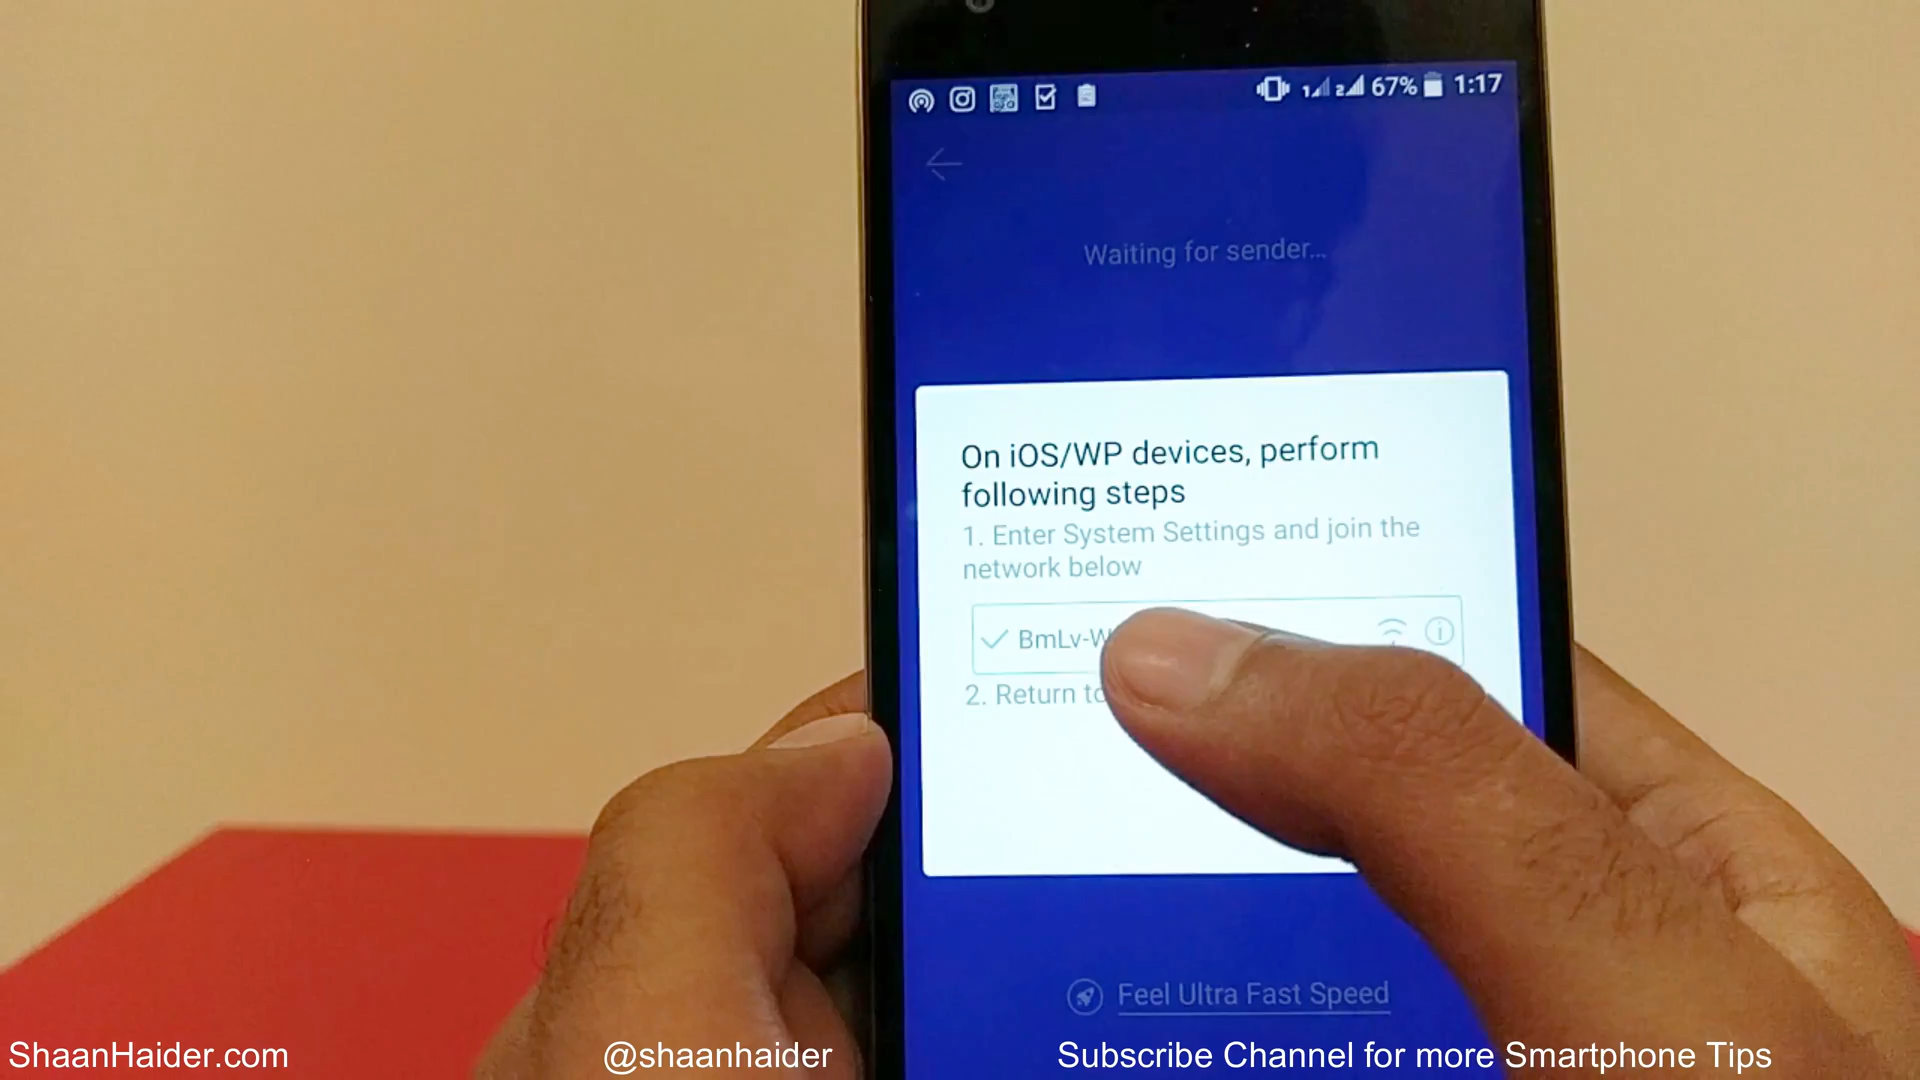 1 2 67% 1:17
Waiting for sender...
On iOS/WP devices, perform
following steps
1. Enter System Settings and join the
network below
BmLv-W
2. Return to
Feel Ultra Fast Speed
ShaanHaider.com @shaanhaider Subscribe Channel for more Smartphone Tips